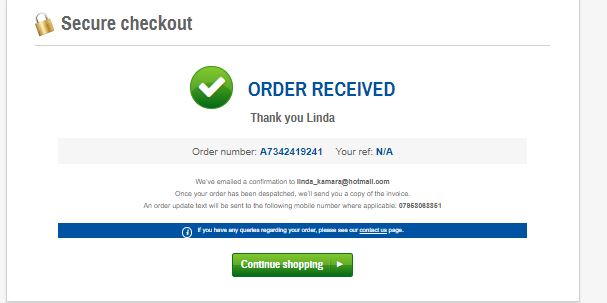 Secure checkout
ORDER RECEIVED
Thank you Linda
Order number: A7342419241 Your ref: N/A
We've emailed a confirmation to linda_kamara@hotmail.com
Once your order has been despatched, we'll send you a copy of the invoice.
An order update text will be sent to the following mobile number where applicable: 07958068851
If you have any queries regarding your order, please see our contact us page.
Continue shopping